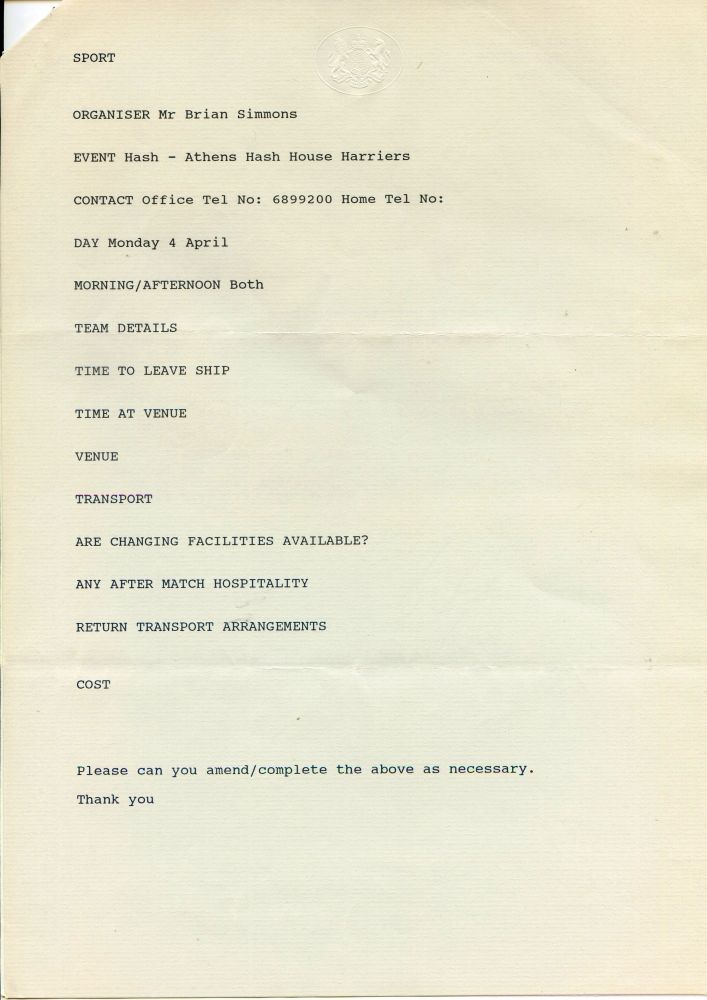 SPORT
ORGANISER Mr Brian Simmons
EVENT Hash - Athens Hash House Harriers
CONTACT Office Tel No: 6899200 Home Tel No:
DAY Monday 4 April
MORNING/AFTERNOON Both
TEAM DETAILS
TIME TO LEAVE SHIP
TIME AT VENUE
VENUE
TRANSPORT
ARE CHANGING FACILITIES AVAILABLE?
ANY AFTER MATCH HOSPITALITY
RETURN TRANSPORT ARRANGEMENTS
COST
Please can you amend/complete the above as necessary.
Thank you